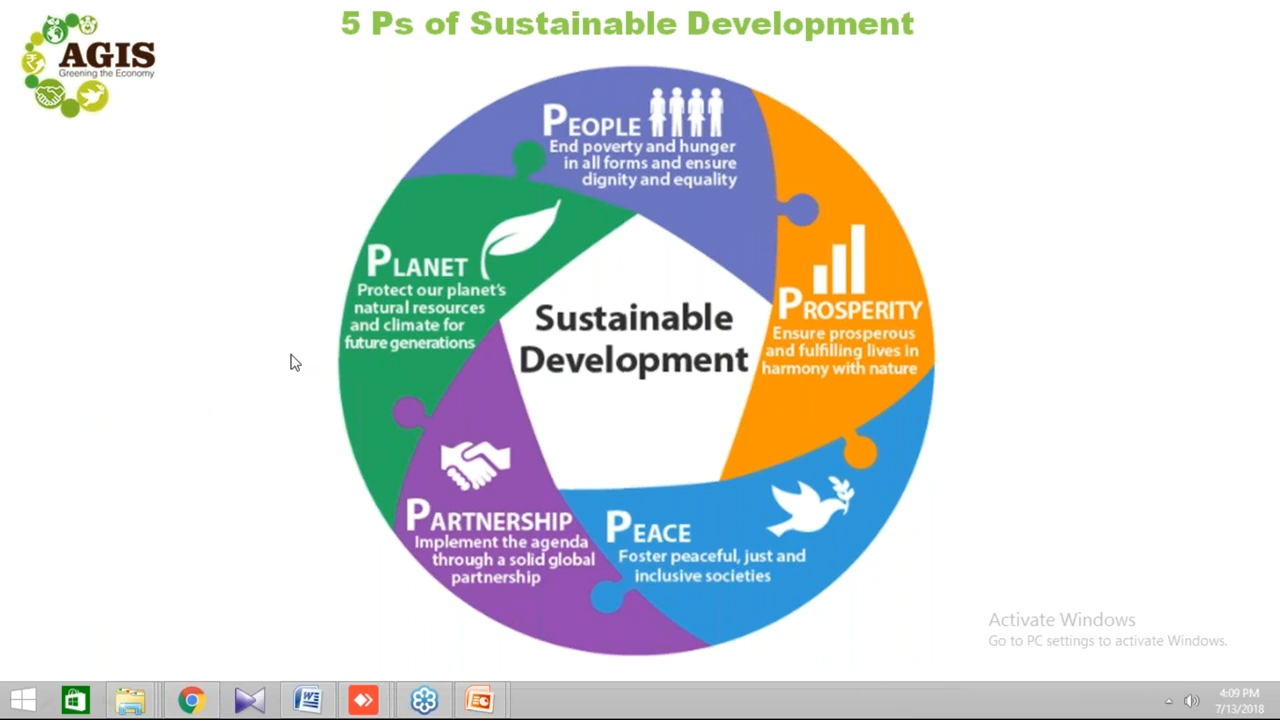 5 Ps of Sustainable Development
AGIS
Greening the Economy
PEOPLE
End poverty and hunger
in all forms and ensure
dignity and equality
PLANET
Protect our planet's
natural resources
and climate for
future generations
PROSPERITY
Ensure prosperous
and fulfilling lives in
harmony with nature
Sustainable
Development
PARTNERSHIP
Implement the agenda
through a solid global
partnership
PEACE
Foster peaceful, just and
inclusive societies
Activate Windows
Go to PC settings to activate Windows.
4:09 PM
7/13/2018